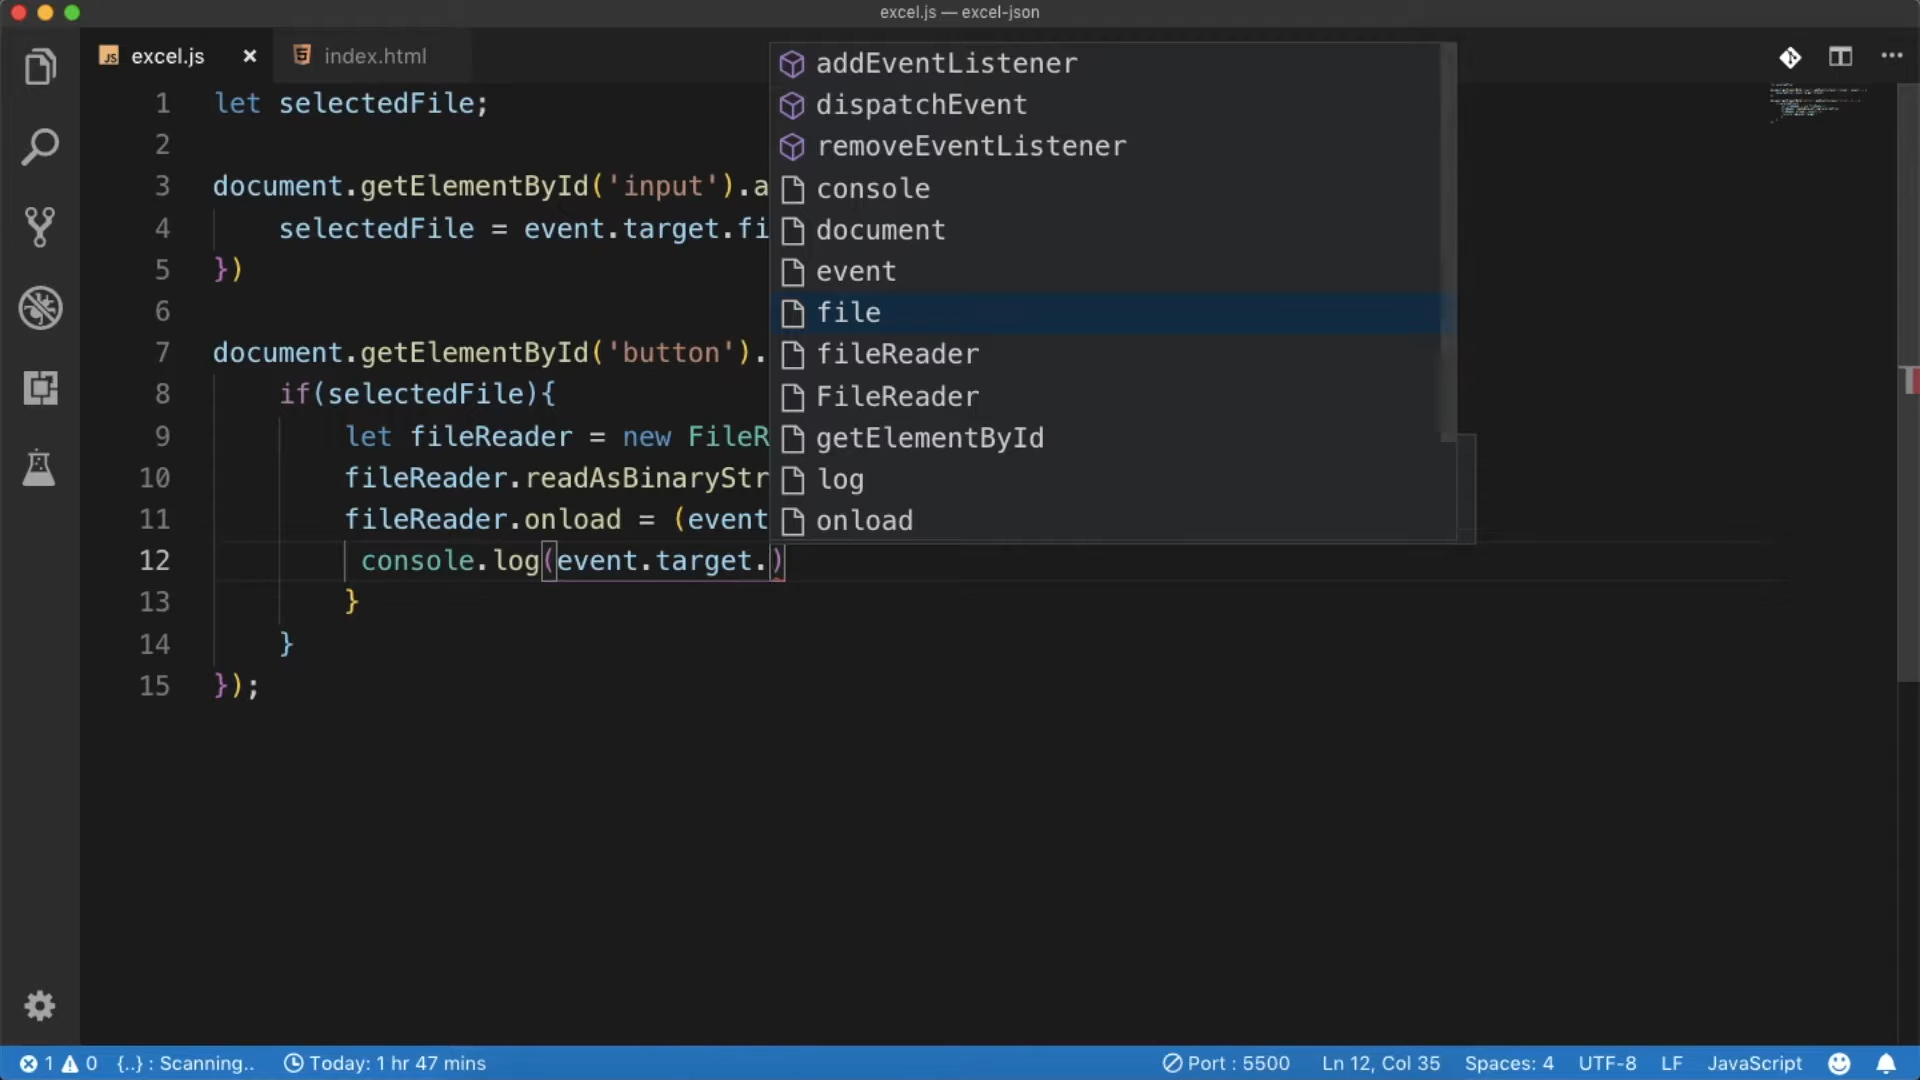 excel.js — excel-json
JS excel.js × index.html
1 let selectedFile;
2
3 document.getElementById('input').a
4 selectedFile = event.target.fi
5 })
6
7 document.getElementById('button').
8 if(selectedFile){
9 let fileReader = new FileR
10 fileReader.readAsBinaryStr
11 fileReader.onload = (event
12 console.log(event.target.)
13 }
14 }
15 });
addEventListener
dispatchEvent
removeEventListener
console
document
event
file
fileReader
FileReader
getElementById
log
onload
1 0 {..} : Scanning.. Today: 1 hr 47 mins Port : 5500 Ln 12, Col 35 Spaces: 4 UTF-8 LF JavaScript